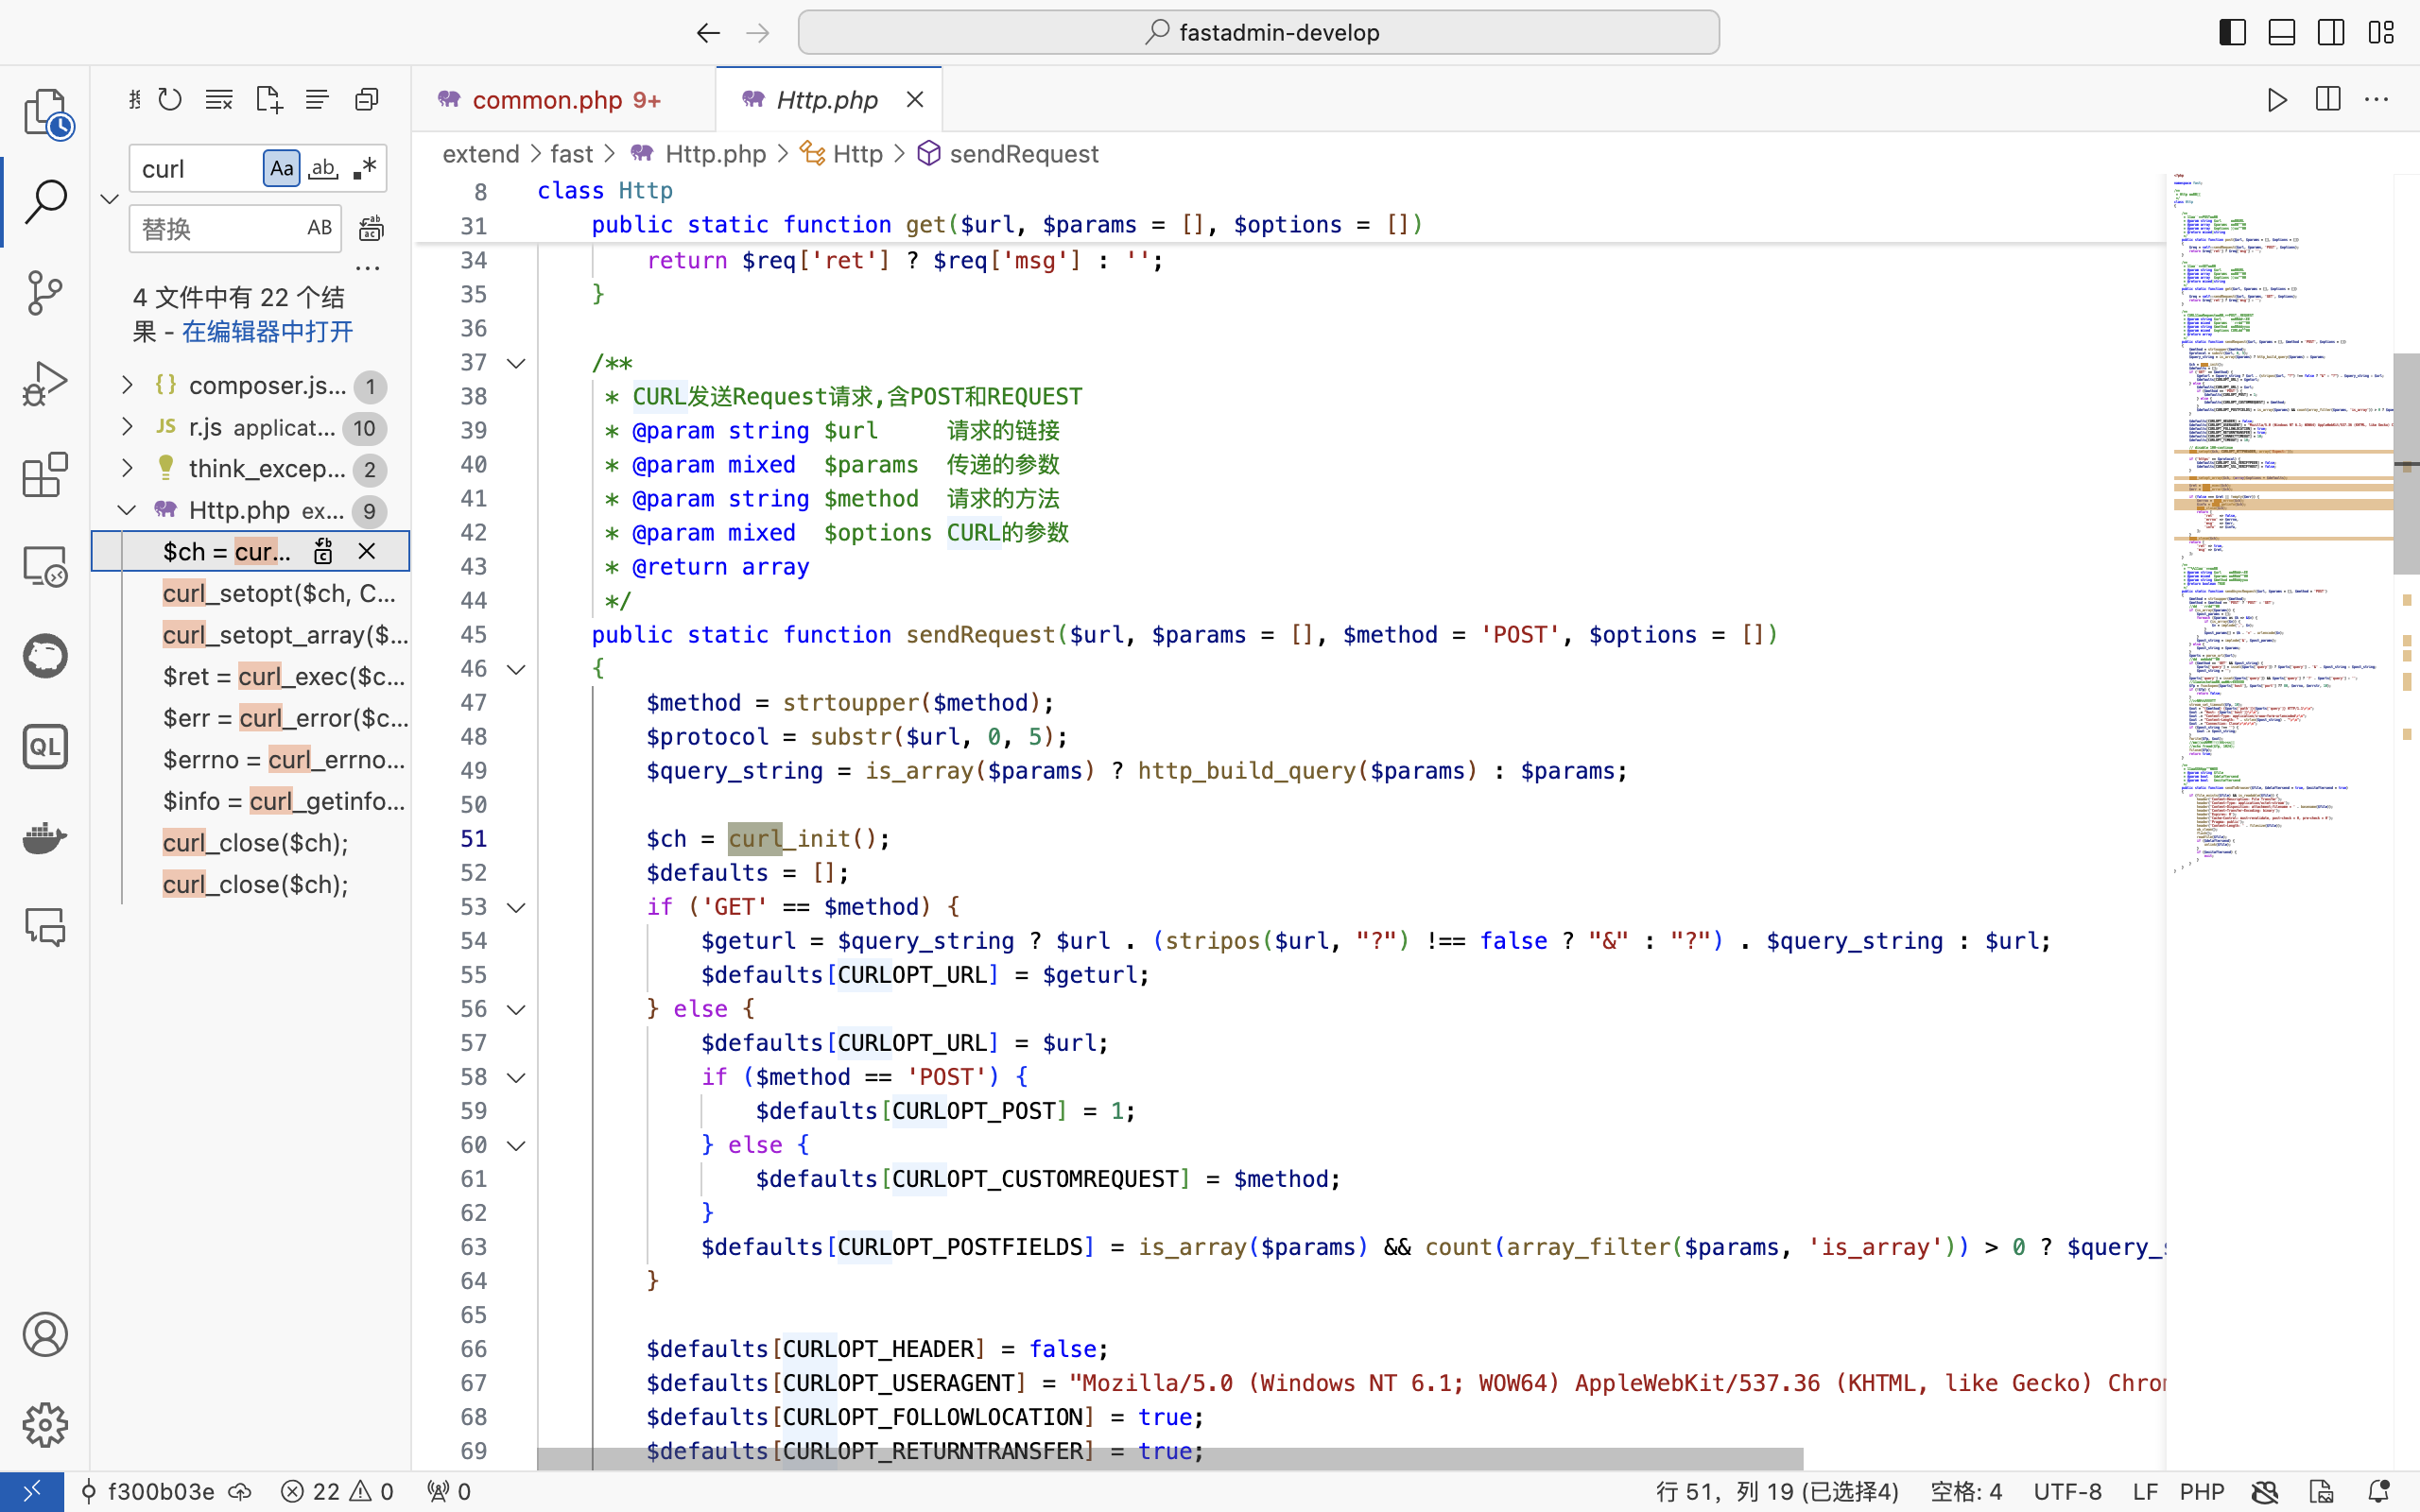 fastadmin-develop
common.php 9+
Http.php
curl
Aa
ab
.*
替换
AB
4 文件中有 22 个结
果 - 在编辑器中打开
composer.js... 1
r.js applicat... 10
think_excep... 2
Http.php ex... 9
$ch = cur...
curl_setopt($ch, C...
curl_setopt_array($...
$ret = curl_exec($c...
$err = curl_error($c...
$errno = curl_errno...
$info = curl_getinfo...
curl_close($ch);
curl_close($ch);
QL
extend > fast > Http.php > Http > sendRequest
8 class Http
31 public static function get($url, $params = [], $options = [])
34 return $req['ret'] ? $req['msg'] : '';
35 }
36
37 /**
38 * CURL发送Request请求,含POST和REQUEST
39 * @param string $url 请求的链接
40 * @param mixed $params 传递的参数
41 * @param string $method 请求的方法
42 * @param mixed $options CURL的参数
43 * @return array
44 */
45 public static function sendRequest($url, $params = [], $method = 'POST', $options = [])
46 {
47 $method = strtoupper($method);
48 $protocol = substr($url, 0, 5);
49 $query_string = is_array($params) ? http_build_query($params) : $params;
50
51 $ch = curl_init();
52 $defaults = [];
53 if ('GET' == $method) {
54 $geturl = $query_string ? $url . (stripos($url, "?") !== false ? "&" : "?") . $query_string : $url;
55 $defaults[CURLOPT_URL] = $geturl;
56 } else {
57 $defaults[CURLOPT_URL] = $url;
58 if ($method == 'POST') {
59 $defaults[CURLOPT_POST] = 1;
60 } else {
61 $defaults[CURLOPT_CUSTOMREQUEST] = $method;
62 }
63 $defaults[CURLOPT_POSTFIELDS] = is_array($params) && count(array_filter($params, 'is_array')) > 0 ? $query_s
64 }
65
66 $defaults[CURLOPT_HEADER] = false;
67 $defaults[CURLOPT_USERAGENT] = "Mozilla/5.0 (Windows NT 6.1; WOW64) AppleWebKit/537.36 (KHTML, like Gecko) Chro
68 $defaults[CURLOPT_FOLLOWLOCATION] = true;
69 $defaults[CURLOPT_RETURNTRANSFER] = true;
f300b03e 22 0 0 行 51，列 19 (已选择4) 空格: 4 UTF-8 LF PHP